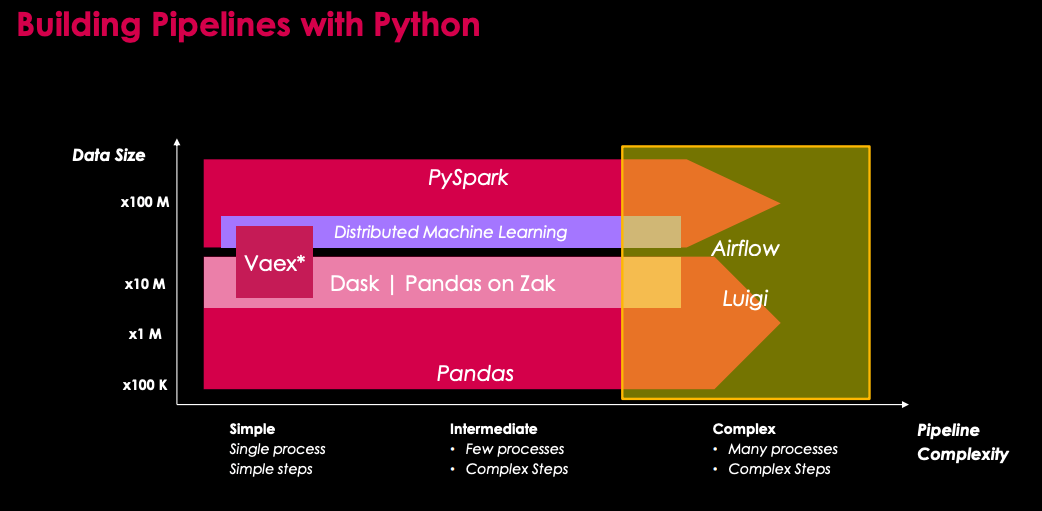 Building Pipelines with Python
Data Size
x100 M
x10 M
x1 M
x100 K
PySpark
Distributed Machine Learning
Vaex*
Dask | Pandas on Zak
Pandas
Airflow
Luigi
Simple
Single process
Simple steps
Intermediate
• Few processes
• Complex Steps
Complex
• Many processes
• Complex Steps
Pipeline
Complexity